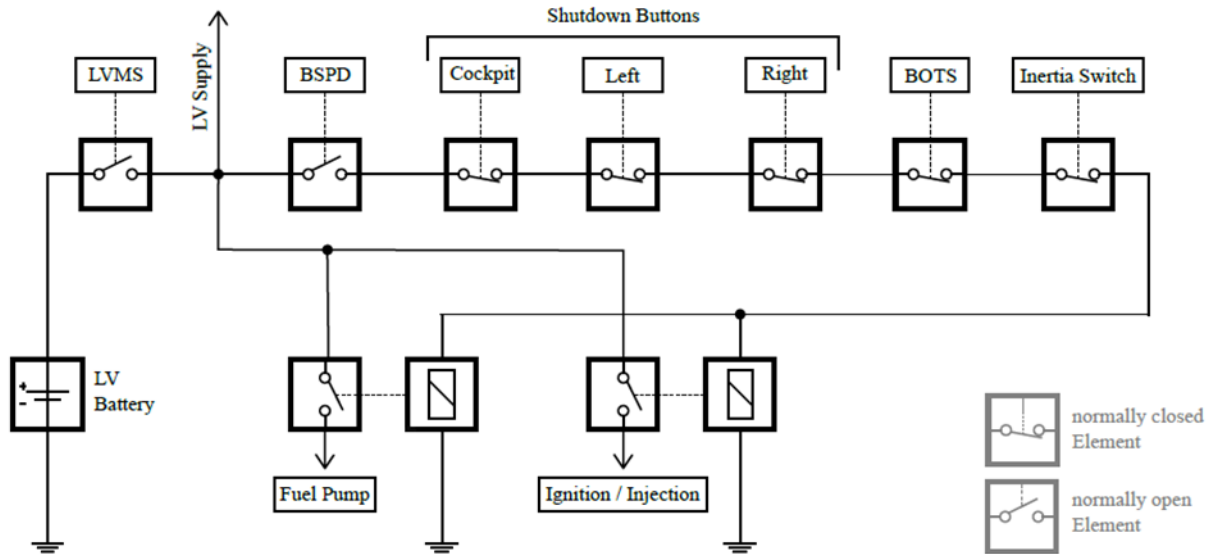 Shutdown Buttons
LV Supply
LVMS
BSPD
Cockpit
Left
Right
BOTS
Inertia Switch
+
-
LV
Battery
Fuel Pump
Ignition / Injection
normally closed
Element
normally open
Element